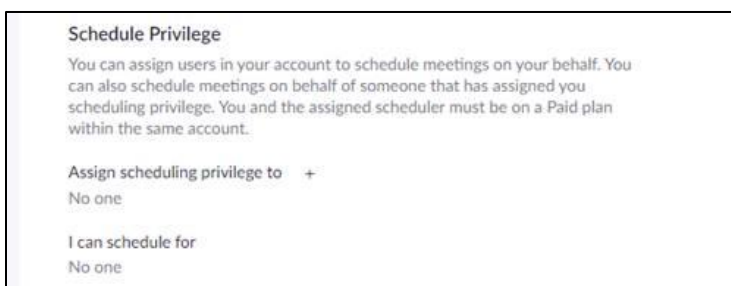 Schedule Privilege
You can assign users in your account to schedule meetings on your behalf. You
can also schedule meetings on behalf of someone that has assigned you
scheduling privilege. You and the assigned scheduler must be on a Paid plan
within the same account.
Assign scheduling privilege to +
No one
I can schedule for
No one